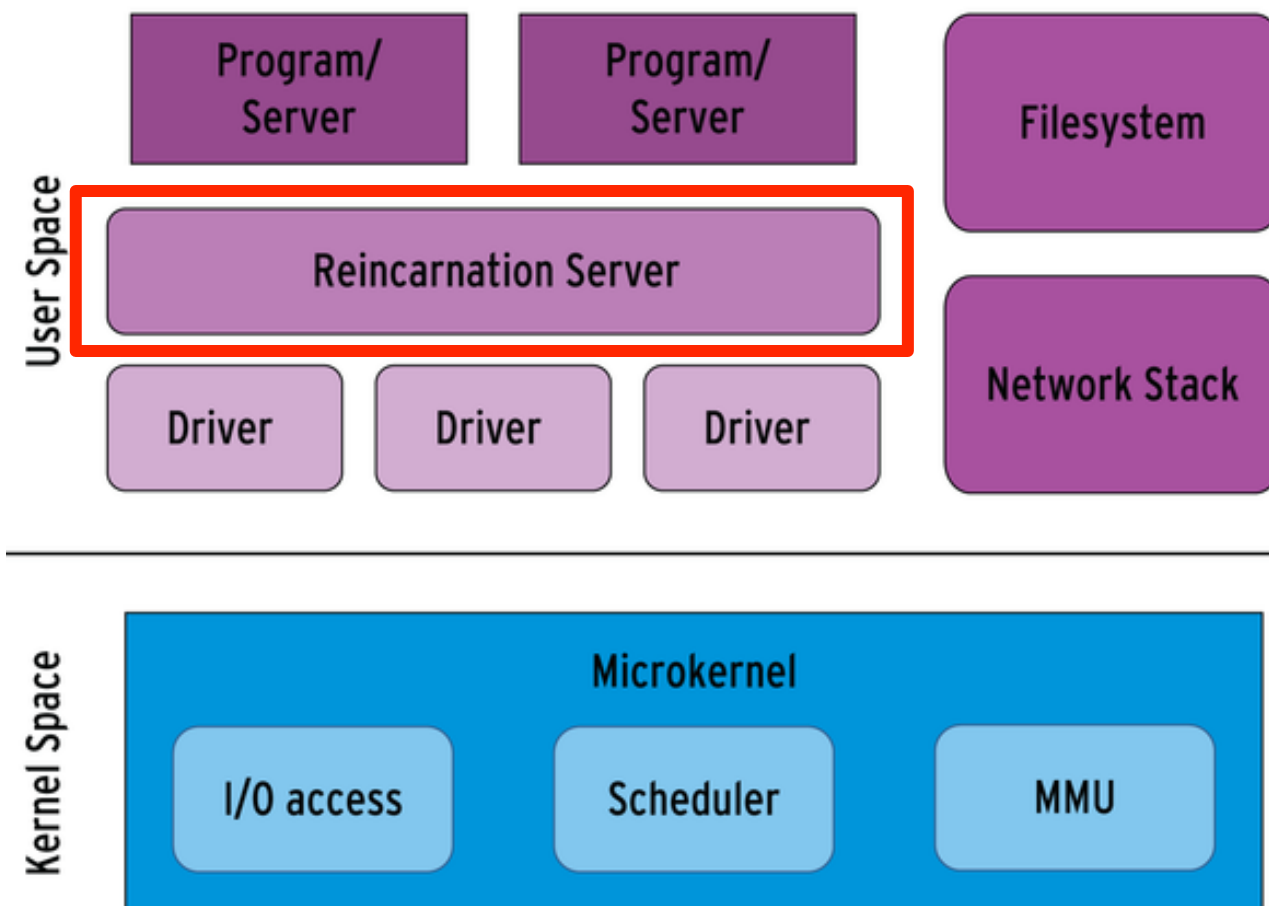 Program/
Server
Program/
Server
Filesystem
User Space
Reincarnation Server
Network Stack
Driver
Driver
Driver
Kernel Space
Microkernel
I/O access
Scheduler
MMU